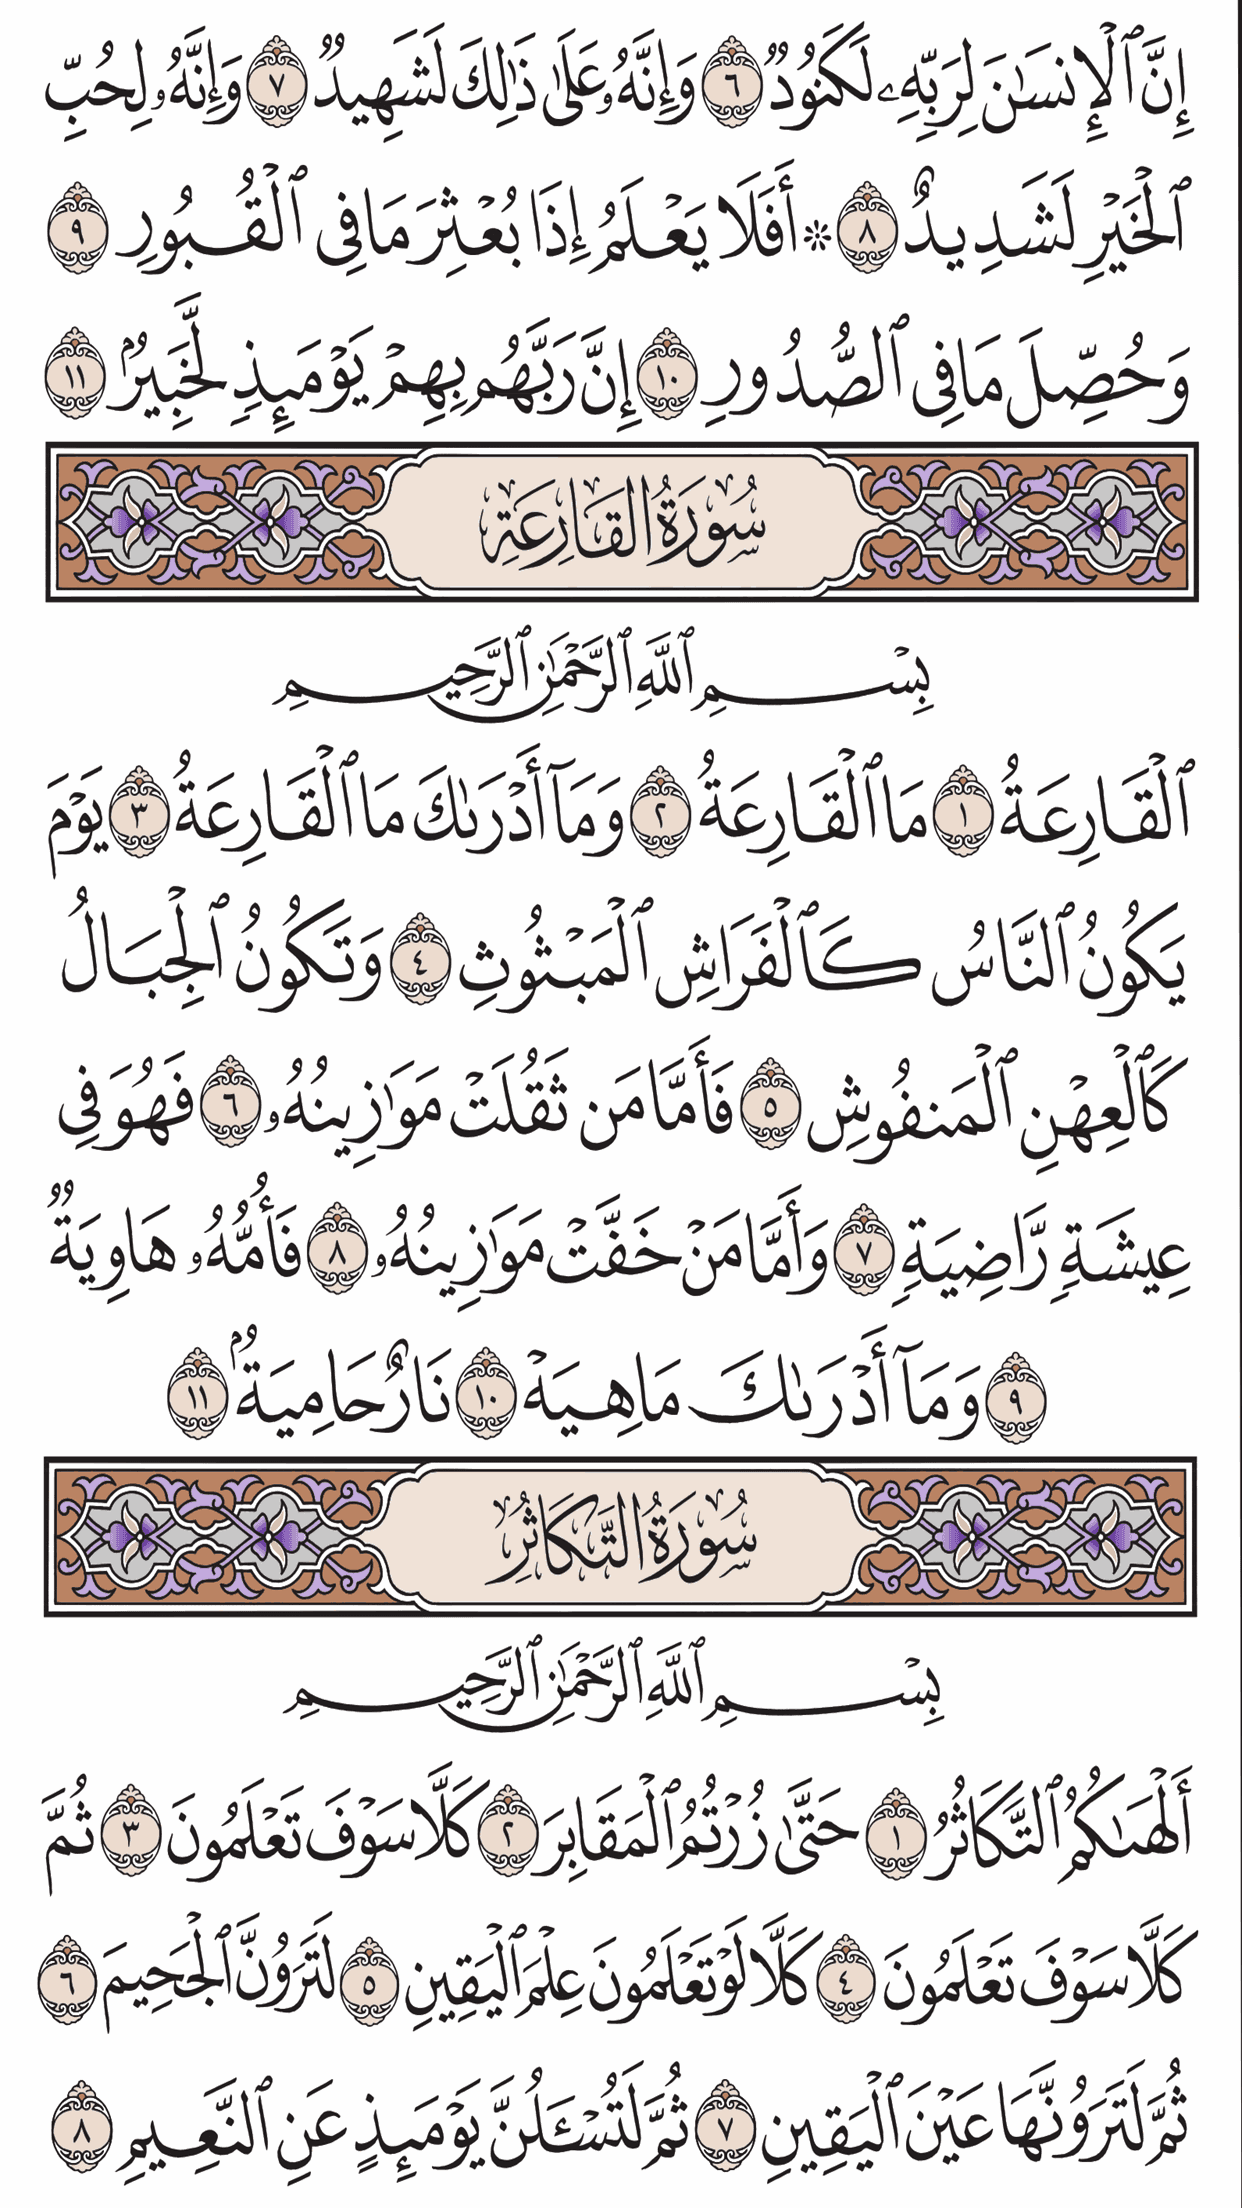 إِنَّ ٱلْإِنسَٰنَ لِرَبِّهِۦ لَكَنُودٌۭ ٦ وَإِنَّهُۥ عَلَىٰ ذَٰلِكَ لَشَهِيدٌۭ ٧ وَإِنَّهُۥ لِحُبِّ
ٱلْخَيْرِ لَشَدِيدٌ ٨ ۞ أَفَلَا يَعْلَمُ إِذَا بُعْثِرَ مَا فِى ٱلْقُبُورِ ٩
وَحُصِّلَ مَا فِى ٱلصُّدُورِ ١٠ إِنَّ رَبَّهُم بِهِمْ يَوْمَئِذٍۢ لَّخَبِيرٌۢ ١١
سُورَةُ القَارِعَةِ
بِسْمِ ٱللَّهِ ٱلرَّحْمَٰنِ ٱلرَّحِيمِ
ٱلْقَارِعَةُ ١ مَا ٱلْقَارِعَةُ ٢ وَمَآ أَدْرَىٰكَ مَا ٱلْقَارِعَةُ ٣ يَوْمَ
يَكُونُ ٱلنَّاسُ كَٱلْفَرَاشِ ٱلْمَبْثُوثِ ٤ وَتَكُونُ ٱلْجِبَالُ
كَٱلْعِهْنِ ٱلْمَنفُوشِ ٥ فَأَمَّا مَن ثَقُلَتْ مَوَٰزِينُهُۥ ٦ فَهُوَ فِى
عِيشَةٍۢ رَّاضِيَةٍۢ ٧ وَأَمَّا مَنْ خَفَّتْ مَوَٰزِينُهُۥ ٨ فَأُمُّهُۥ هَاوِيَةٌۭ
٩ وَمَآ أَدْرَىٰكَ مَا هِيَهْ ١٠ نَارٌ حَامِيَةٌۢ ١١
سُورَةُ التَّكَاثُرِ
بِسْمِ ٱللَّهِ ٱلرَّحْمَٰنِ ٱلرَّحِيمِ
أَلْهَىٰكُمُ ٱلتَّكَاثُرُ ١ حَتَّىٰ زُرْتُمُ ٱلْمَقَابِرَ ٢ كَلَّا سَوْفَ تَعْلَمُونَ ٣ ثُمَّ
كَلَّا سَوْفَ تَعْلَمُونَ ٤ كَلَّا لَوْ تَعْلَمُونَ عِلْمَ ٱلْيَقِينِ ٥ لَتَرَوُنَّ ٱلْجَحِيمَ ٦
ثُمَّ لَتَرَوُنَّهَا عَيْنَ ٱلْيَقِينِ ٧ ثُمَّ لَتُسْـَٔلُنَّ يَوْمَئِذٍ عَنِ ٱلنَّعِيمِ ٨